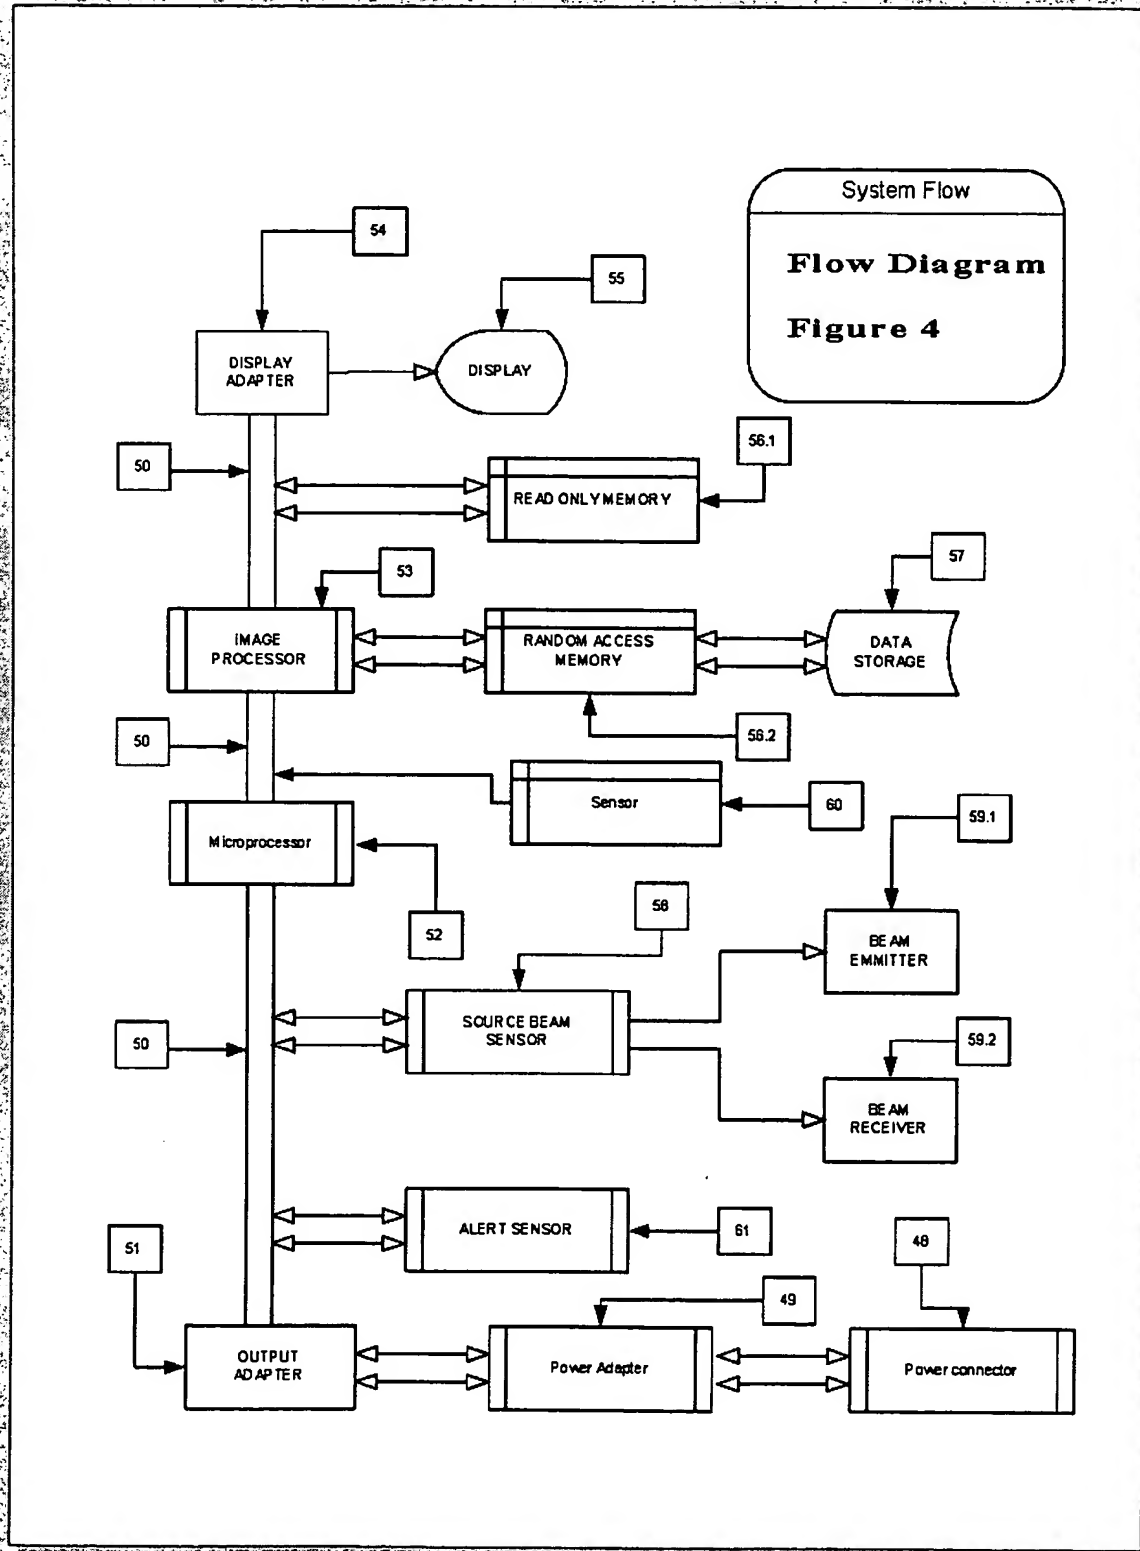 System Flow
Flow Diagram
Figure 4
54
55
DISPLAY
ADAPTER
DISPLAY
50
56.1
READ ONLY MEMORY
53
57
IMAGE
PROCESSOR
RANDOM ACCESS
MEMORY
DATA
STORAGE
50
56.2
Sensor
60
59.1
Microprocessor
52
58
BEAM
EMMITTER
SOURCE BEAM
SENSOR
50
59.2
BEAM
RECEIVER
ALERT SENSOR
61
48
51
49
OUTPUT
ADAPTER
Power Adapter
Power connector